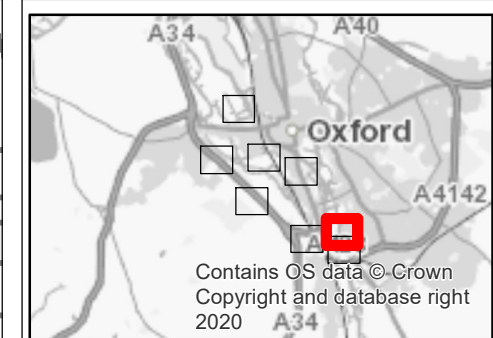 A34
A40
Oxford
A4142
Contains OS data © Crown
Copyright and database right
2020
A34